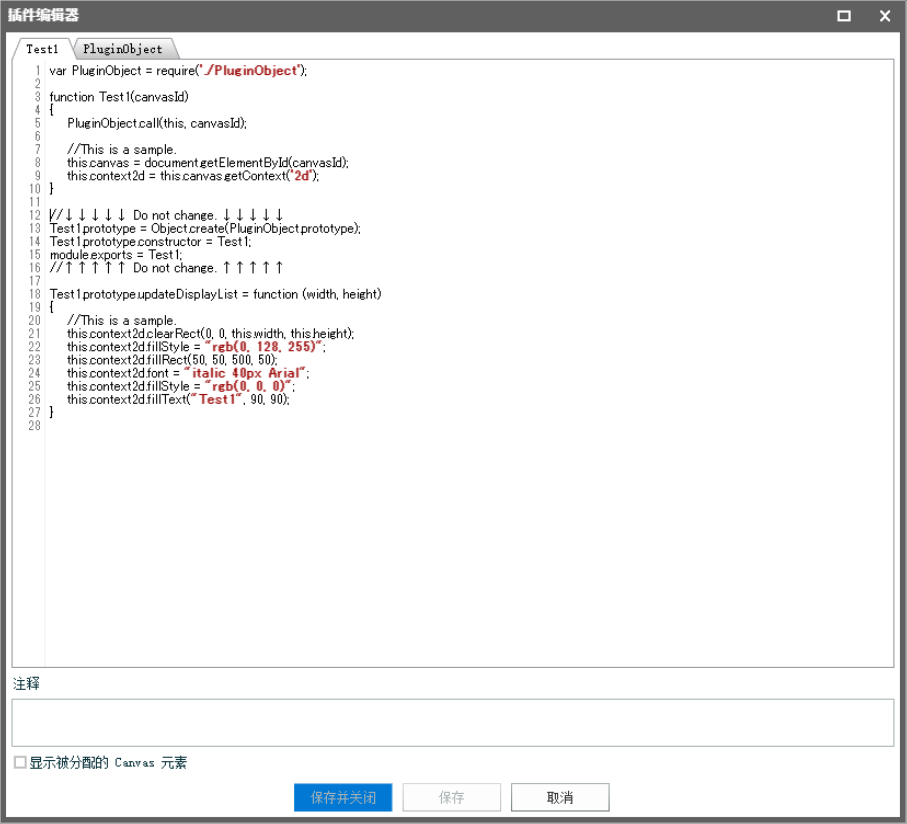 插件编辑器
Test1 PluginObject
1 var PluginObject = require('./PluginObject');
2
3 function Test1(canvasId)
4 {
5 PluginObject.call(this, canvasId);
6
7 //This is a sample.
8 this.canvas = document.getElementById(canvasId);
9 this.context2d = this.canvas.getContext('2d');
10 }
11
12 //↓↓↓↓↓ Do not change. ↓↓↓↓↓
13 Test1.prototype = Object.create(PluginObject.prototype);
14 Test1.prototype.constructor = Test1;
15 module.exports = Test1;
16 //↑↑↑↑↑ Do not change. ↑↑↑↑↑
17
18 Test1.prototype.updateDisplayList = function (width, height)
19 {
20 //This is a sample.
21 this.context2d.clearRect(0, 0, this.width, this.height);
22 this.context2d.fillStyle = "rgb(0, 128, 255)";
23 this.context2d.fillRect(50, 50, 500, 50);
24 this.context2d.font = "italic 40px Arial";
25 this.context2d.fillStyle = "rgb(0, 0, 0)";
26 this.context2d.fillText("Test1", 90, 90);
27 }
28
注释
显示被分配的 Canvas 元素
保存并关闭 保存 取消